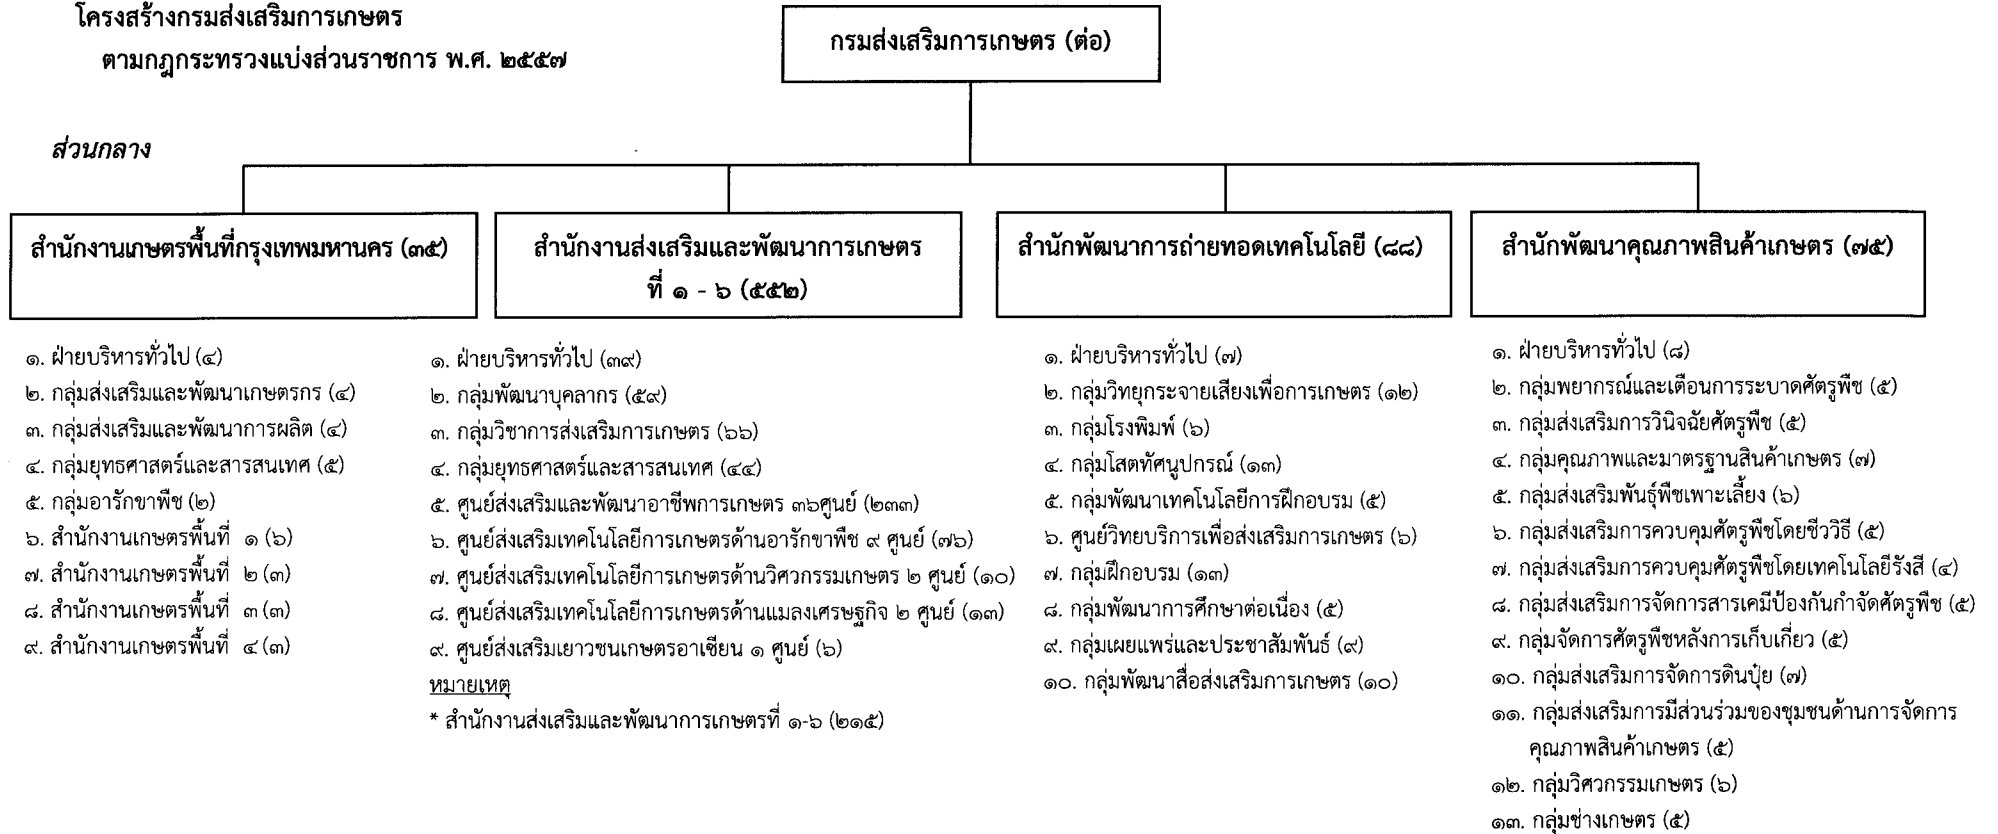 โครงสร้างกรมส่งเสริมการเกษตร
ตามกฎกระทรวงแบ่งส่วนราชการ พ.ศ. ๒๕๕๗
กรมส่งเสริมการเกษตร (ต่อ)
ส่วนกลาง
สำนักงานเกษตรพื้นที่กรุงเทพมหานคร (๓๕)
๑. ฝ่ายบริหารทั่วไป (๔)
๒. กลุ่มส่งเสริมและพัฒนาเกษตรกร (๔)
๓. กลุ่มส่งเสริมและพัฒนาการผลิต (๔)
๔. กลุ่มยุทธศาสตร์และสารสนเทศ (๕)
๕. กลุ่มอารักขาพืช (๒)
๖. สำนักงานเกษตรพื้นที่ ๑ (๖)
๗. สำนักงานเกษตรพื้นที่ ๒ (๓)
๘. สำนักงานเกษตรพื้นที่ ๓ (๓)
๙. สำนักงานเกษตรพื้นที่ ๔ (๓)
สำนักงานส่งเสริมและพัฒนาการเกษตร
ที่ ๑ - ๖ (๕๕๒)
๑. ฝ่ายบริหารทั่วไป (๓๙)
๒. กลุ่มพัฒนาบุคลากร (๕๙)
๓. กลุ่มวิชาการส่งเสริมการเกษตร (๖๖)
๔. กลุ่มยุทธศาสตร์และสารสนเทศ (๔๔)
๕. ศูนย์ส่งเสริมและพัฒนาอาชีพการเกษตร ๓๖ศูนย์ (๒๓๓)
๖. ศูนย์ส่งเสริมเทคโนโลยีการเกษตรด้านอารักขาพืช ๙ ศูนย์ (๗๖)
๗. ศูนย์ส่งเสริมเทคโนโลยีการเกษตรด้านวิศวกรรมเกษตร ๒ ศูนย์ (๑๐)
๘. ศูนย์ส่งเสริมเทคโนโลยีการเกษตรด้านแมลงเศรษฐกิจ ๒ ศูนย์ (๑๓)
๙. ศูนย์ส่งเสริมเยาวชนเกษตรอาเซียน ๑ ศูนย์ (๖)
หมายเหตุ
* สำนักงานส่งเสริมและพัฒนาการเกษตรที่ ๑-๖ (๒๑๕)
สำนักพัฒนาการถ่ายทอดเทคโนโลยี (๘๘)
๑. ฝ่ายบริหารทั่วไป (๗)
๒. กลุ่มวิทยุกระจายเสียงเพื่อการเกษตร (๑๒)
๓. กลุ่มโรงพิมพ์ (๖)
๔. กลุ่มโสตทัศนูปกรณ์ (๑๓)
๕. กลุ่มพัฒนาเทคโนโลยีการฝึกอบรม (๕)
๖. ศูนย์วิทยบริการเพื่อส่งเสริมการเกษตร (๖)
๗. กลุ่มฝึกอบรม (๑๓)
๘. กลุ่มพัฒนาการศึกษาต่อเนื่อง (๕)
๙. กลุ่มเผยแพร่และประชาสัมพันธ์ (๙)
๑๐. กลุ่มพัฒนาสื่อส่งเสริมการเกษตร (๑๐)
สำนักพัฒนาคุณภาพสินค้าเกษตร (๗๕)
๑. ฝ่ายบริหารทั่วไป (๘)
๒. กลุ่มพยากรณ์และเตือนการระบาดศัตรูพืช (๕)
๓. กลุ่มส่งเสริมการวินิจฉัยศัตรูพืช (๕)
๔. กลุ่มคุณภาพและมาตรฐานสินค้าเกษตร (๗)
๕. กลุ่มส่งเสริมพันธุ์พืชเพาะเลี้ยง (๖)
๖. กลุ่มส่งเสริมการควบคุมศัตรูพืชโดยชีววิธี (๕)
๗. กลุ่มส่งเสริมการควบคุมศัตรูพืชโดยเทคโนโลยีรังสี (๔)
๘. กลุ่มส่งเสริมการจัดการสารเคมีป้องกันกำจัดศัตรูพืช (๕)
๙. กลุ่มจัดการศัตรูพืชหลังการเก็บเกี่ยว (๕)
๑๐. กลุ่มส่งเสริมการจัดการดินปุ๋ย (๗)
๑๑. กลุ่มส่งเสริมการมีส่วนร่วมของชุมชนด้านการจัดการ
คุณภาพสินค้าเกษตร (๕)
๑๒. กลุ่มวิศวกรรมเกษตร (๖)
๑๓. กลุ่มช่างเกษตร (๕)